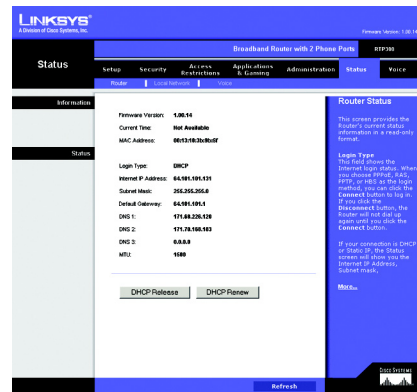 LINKSYS®
A Division of Cisco Systems, Inc.
Firmware Version: 1.00.14
Broadband Router with 2 Phone Ports
RTP300
Status
Setup
Security
Access Restrictions
Applications & Gaming
Administration
Status
Voice
Router
Local Network
Voice
Information
Firmware Version: 1.00.14
Current Time: Not Available
MAC Address:
Status
Login Type: DHCP
Internet IP Address: 64.101.101.131
Subnet Mask: 255.255.255.0
Default Gateway: 64.101.101.1
DNS 1: 171.68.226.120
DNS 2: 171.70.168.183
DNS 3: 0.0.0.0
MTU: 1500
DHCP Release
DHCP Renew
Router Status
This screen provides the
Router's current status
information in a read-only
format.
Login Type
This field shows the
Internet login status. When
you choose PPPoE, RAS,
PPTP, or HBS as the login
method, you can click the
Connect button to log in.
If you click the
Disconnect button, the
Router will not dial up
again until you click the
Connect button.
If your connection is DHCP
or Static IP, the Status
screen will show you the
Internet IP Address,
Subnet mask,
More...
Refresh
CISCO SYSTEMS